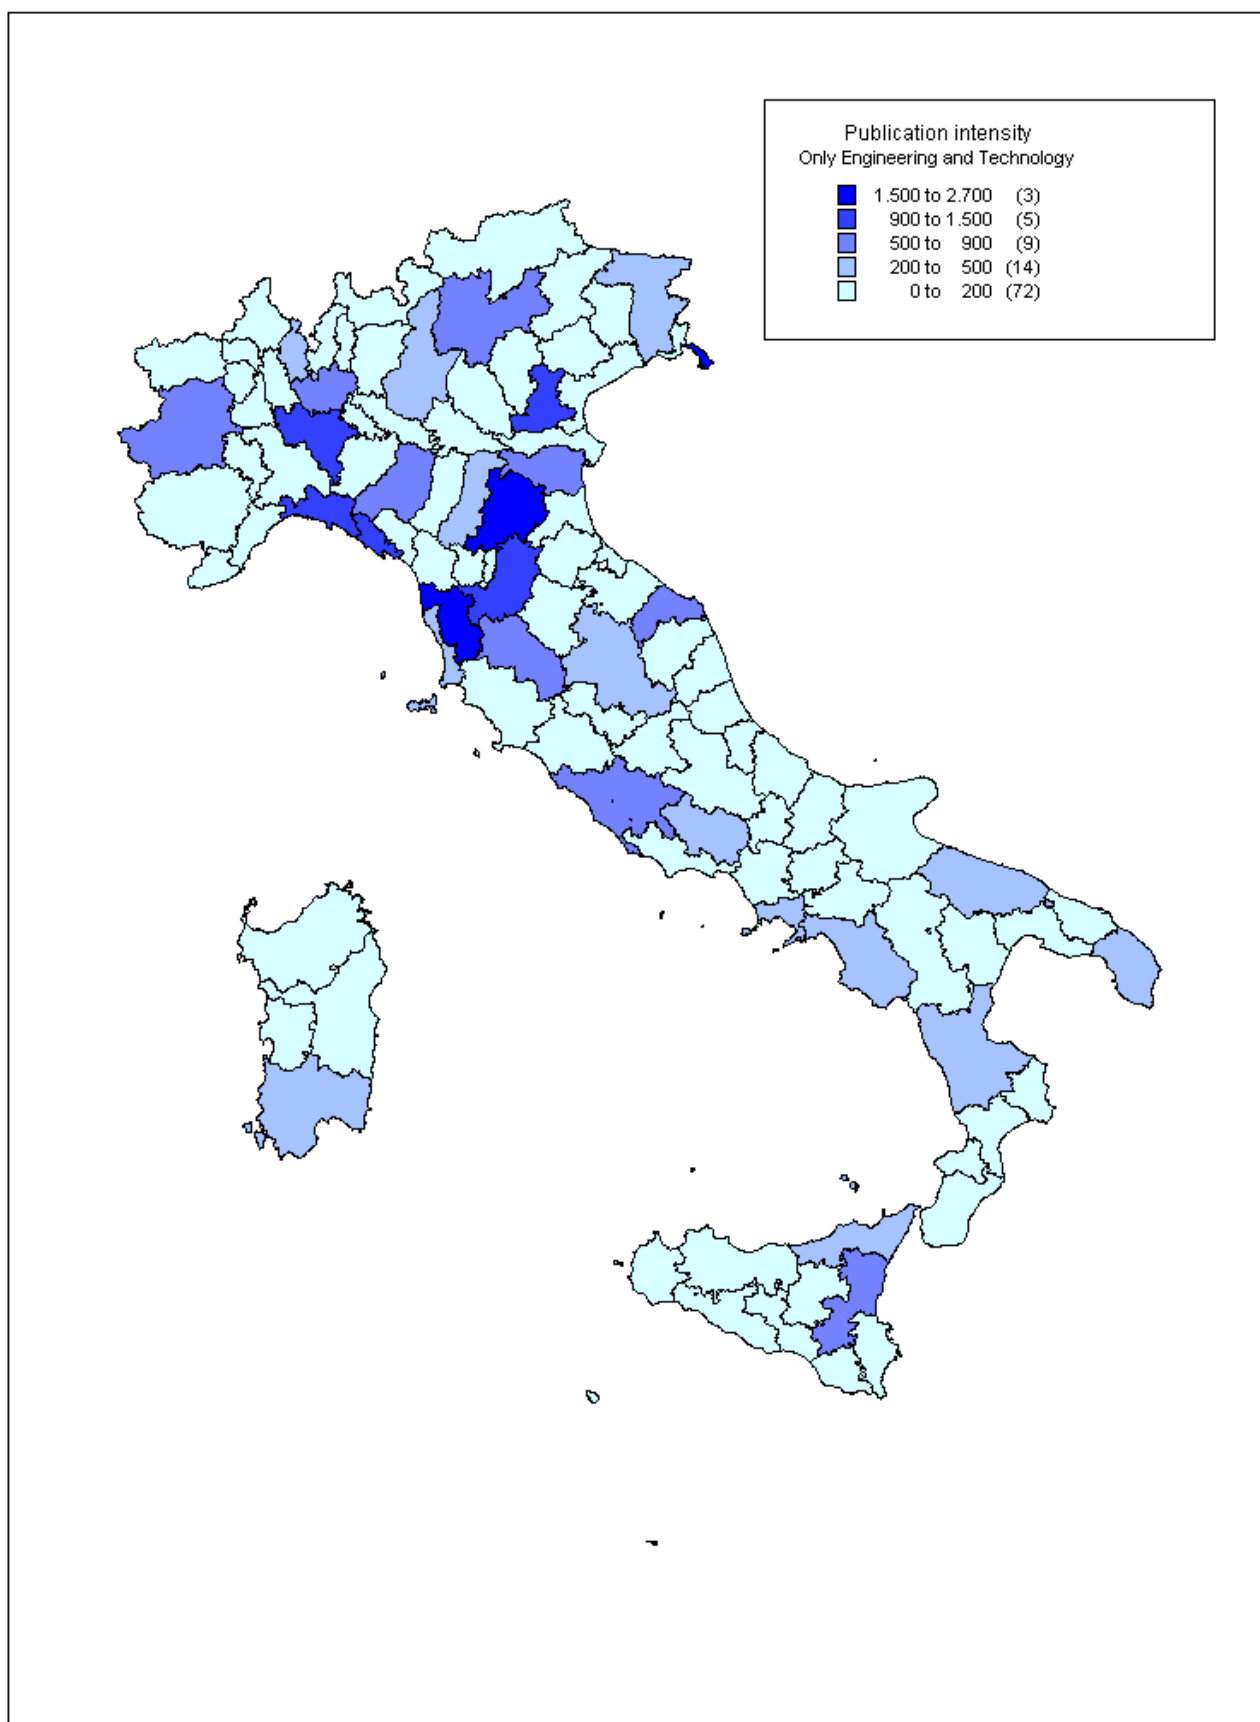 Publication intensity
Only Engineering and Technology
1.500 to 2.700 (3)
900 to 1.500 (5)
500 to 900 (9)
200 to 500 (14)
0 to 200 (72)